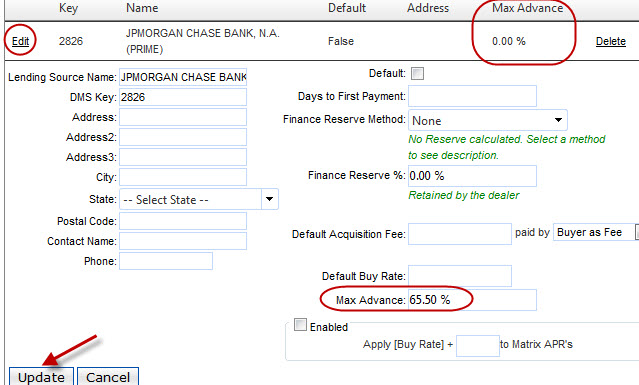 Key Name Default Address Max Advance
Edit 2826 JPMORGAN CHASE BANK, N.A. (PRIME) False 0.00 % Delete
Lending Source Name: JPMORGAN CHASE BANK
DMS Key: 2826
Address:
Address2:
Address3:
City:
State: -- Select State --
Postal Code:
Contact Name:
Phone:
Default:
Days to First Payment:
Finance Reserve Method: None
No Reserve calculated. Select a method
to see description.
Finance Reserve %: 0.00 %
Retained by the dealer
Default Acquisition Fee: paid by Buyer as Fee
Default Buy Rate:
Max Advance: 65.50 %
Enabled
Apply [Buy Rate] + to Matrix APR's
Update Cancel